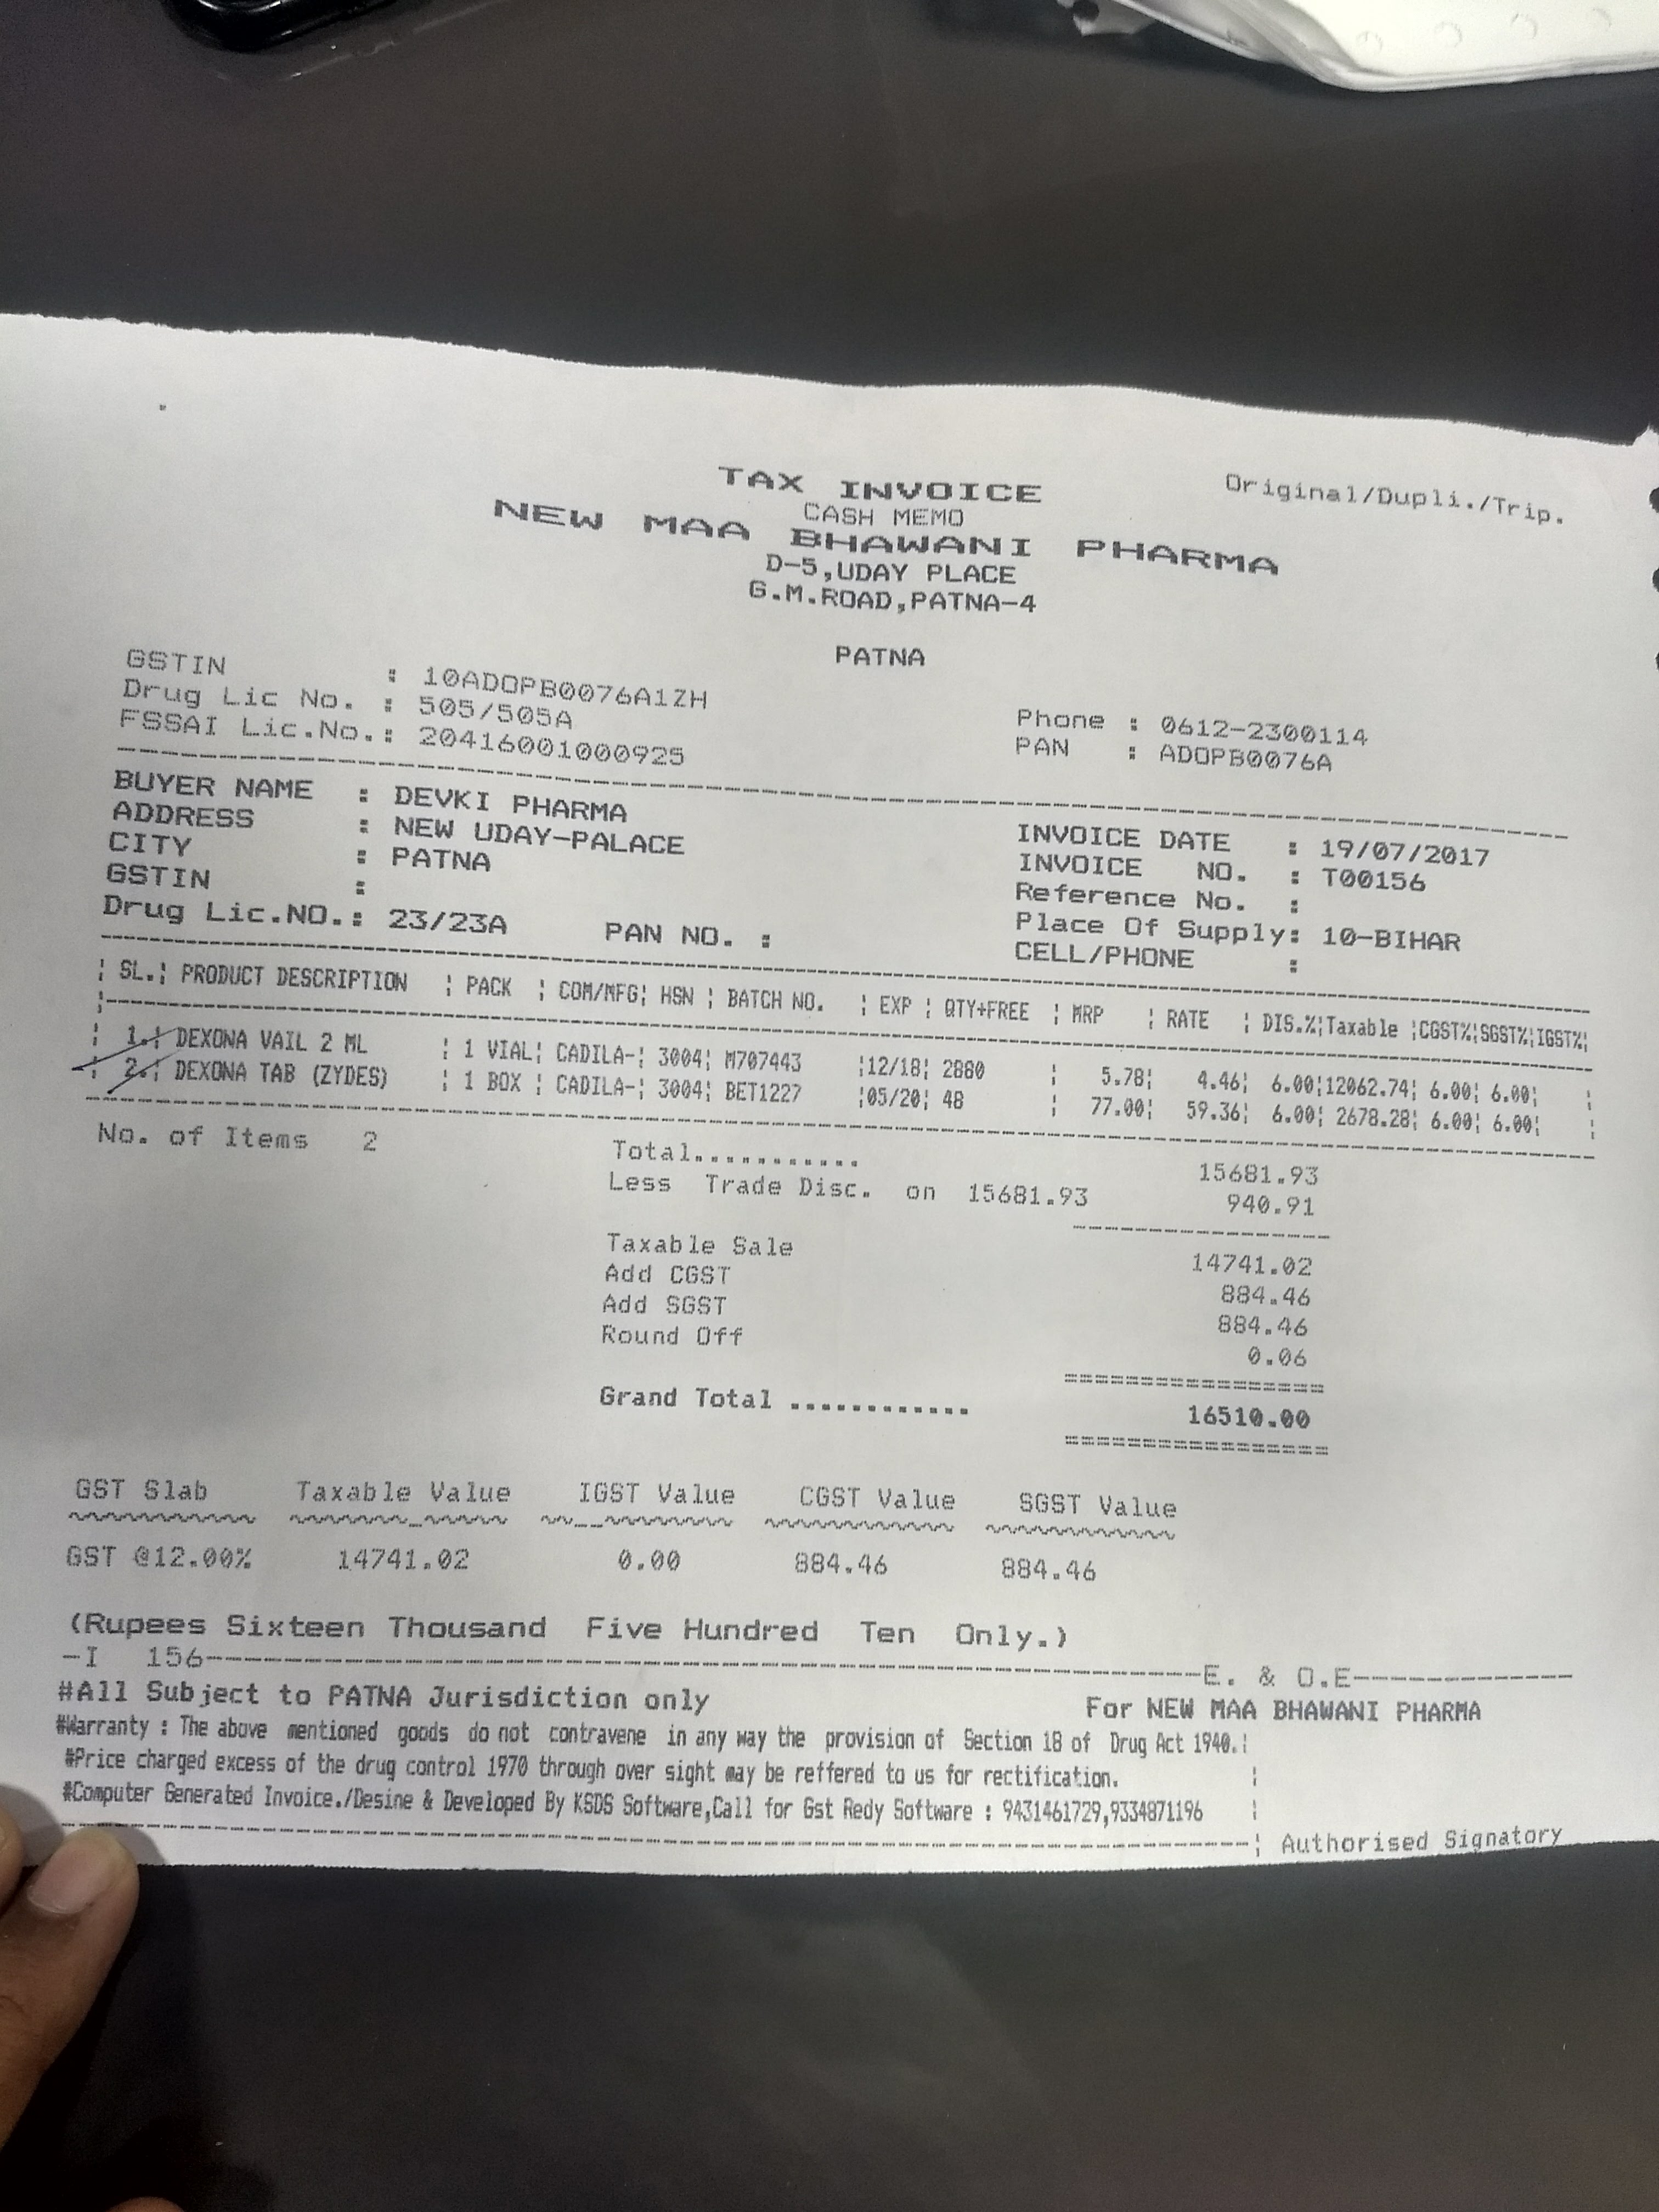 TAX INVOICE Original/Dupli./Trip.
CASH MEMO
NEW MAA BHAWANI PHARMA
D-5,UDAY PLACE
G.M.ROAD,PATNA-4
PATNA
GSTIN : 10ADOPB0076A1ZH
Drug Lic No. : 505/505A Phone : 0612-2300114
FSSAI Lic.No.: 20416001000925 PAN : ADOPB0076A
BUYER NAME : DEVKI PHARMA INVOICE DATE : 19/07/2017
ADDRESS : NEW UDAY-PALACE INVOICE NO. : T00156
CITY : PATNA Reference No. :
GSTIN : Place Of Supply: 10-BIHAR
Drug Lic.NO.: 23/23A PAN NO. : CELL/PHONE :
SL.¦ PRODUCT DESCRIPTION ¦ PACK ¦ COM/MFG¦ HSN ¦ BATCH NO. ¦ EXP ¦ QTY+FREE ¦ MRP ¦ RATE ¦ DIS.%¦Taxable ¦CGST%¦SGST%¦IGST%¦
1.¦ DEXONA VAIL 2 ML ¦ 1 VIAL¦ CADILA-¦ 3004¦ M707443 ¦12/18¦ 2880 ¦ 5.78¦ 4.46¦ 6.00¦12062.74¦ 6.00¦ 6.00¦ ¦
2.¦ DEXONA TAB (ZYDES) ¦ 1 BOX ¦ CADILA-¦ 3004¦ BET1227 ¦05/20¦ 48 ¦ 77.00¦ 59.36¦ 6.00¦ 2678.28¦ 6.00¦ 6.00¦ ¦
No. of Items 2 Total........... 15681.93
Less Trade Disc. on 15681.93 940.91
Taxable Sale 14741.02
Add CGST 884.46
Add SGST 884.46
Round Off 0.06
Grand Total ............ 16510.00
GST Slab Taxable Value IGST Value CGST Value SGST Value
GST @12.00% 14741.02 0.00 884.46 884.46
(Rupees Sixteen Thousand Five Hundred Ten Only.)
-I 156 E. & O.E
#All Subject to PATNA Jurisdiction only For NEW MAA BHAWANI PHARMA
#Warranty : The above mentioned goods do not contravene in any way the provision of Section 18 of Drug Act 1940.¦
#Price charged excess of the drug control 1970 through over sight may be reffered to us for rectification. ¦
#Computer Generated Invoice./Desine & Developed By KSDS Software,Call for Gst Redy Software : 9431461729,9334871196 ¦
¦ Authorised Signatory